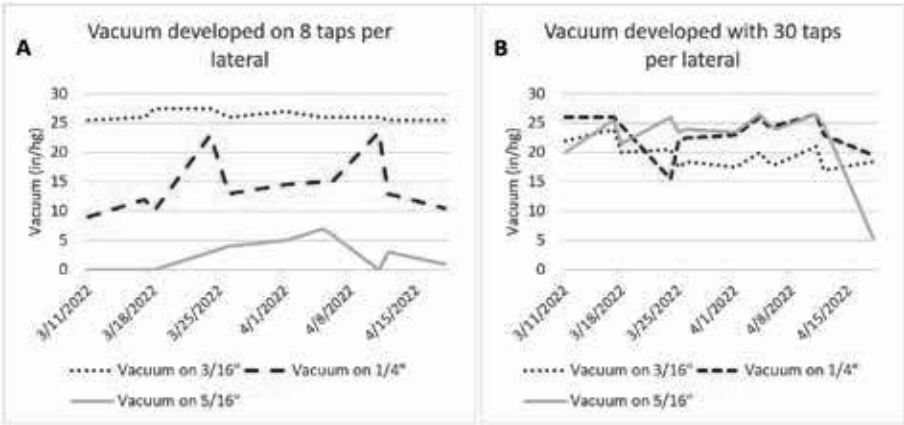 A
Vacuum developed on 8 taps per
lateral
Vacuum (in/hg)
30
25
20
15
10
5
0
3/11/2022
3/18/2022
3/25/2022
4/1/2022
4/8/2022
4/15/2022
Vacuum on 3/16"
Vacuum on 1/4"
Vacuum on 5/16"
B
Vacuum developed with 30 taps
per lateral
Vacuum (in/hg)
30
25
20
15
10
5
0
3/11/2022
3/18/2022
3/25/2022
4/1/2022
4/8/2022
4/15/2022
Vacuum on 3/16"
Vacuum on 1/4"
Vacuum on 5/16"